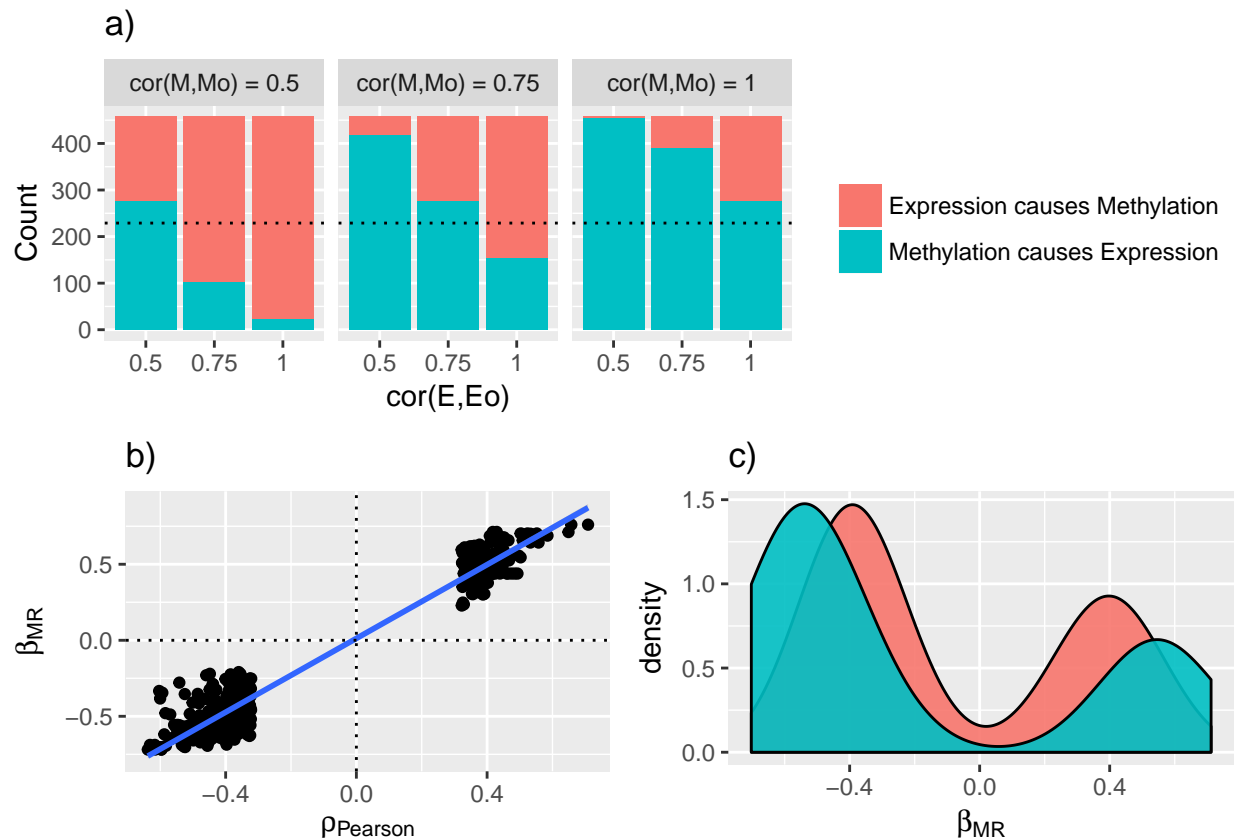 a)
cor(M,Mo) = 0.5
cor(M,Mo) = 0.75
cor(M,Mo) = 1
400
300
200
100
0
Count
0.5 0.75 1
0.5 0.75 1
0.5 0.75 1
cor(E,Eo)
Expression causes Methylation
Methylation causes Expression
b)
0.5
0.0
−0.5
βMR
−0.4 0.0 0.4
ρPearson
c)
1.5
1.0
0.5
0.0
density
−0.4 0.0 0.4
βMR